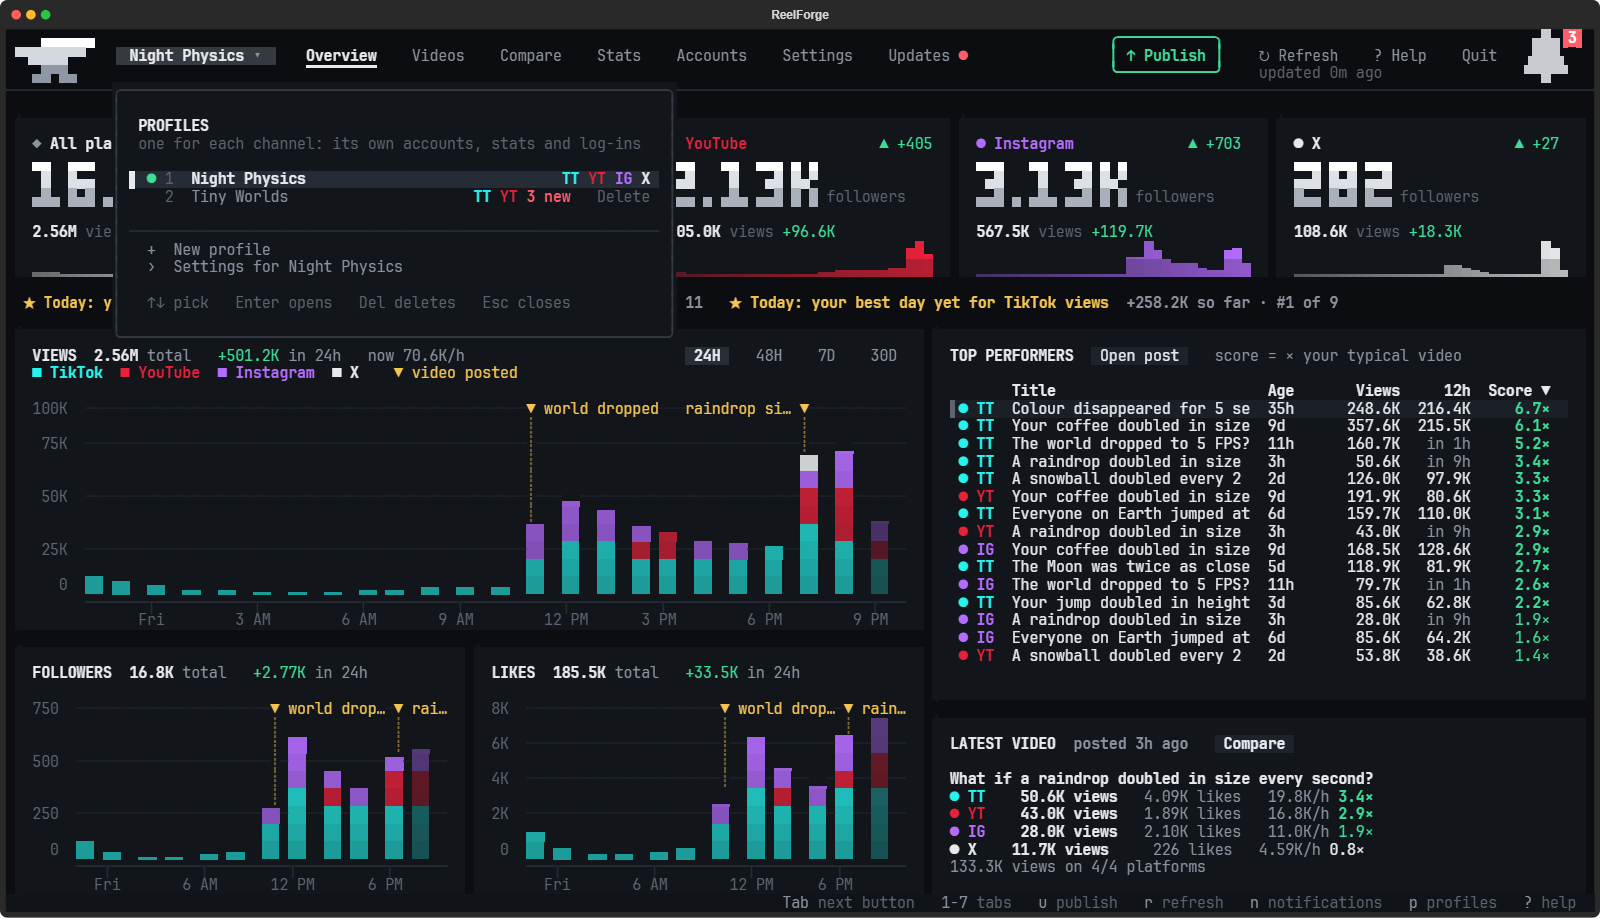 ReelForge
Night Physics ▾ Overview Videos Compare Stats Accounts Settings Updates ● ↑ Publish ↻ Refresh ? Help Quit 3
updated 0m ago
PROFILES
one for each channel: its own accounts, stats and log-ins
● 1 Night Physics TT YT IG X
2 Tiny Worlds TT YT 3 new Delete
+ New profile
› Settings for Night Physics
↑↓ pick Enter opens Del deletes Esc closes
◆ All pla
16.
2.56M vie
YouTube ▲ +405
2.13K followers
05.0K views +96.6K
● Instagram ▲ +703
3.13K followers
567.5K views +119.7K
● X ▲ +27
282 followers
108.6K views +18.3K
★ Today: y 11 ★ Today: your best day yet for TikTok views +258.2K so far · #1 of 9
VIEWS 2.56M total +501.2K in 24h now 70.6K/h 24H 48H 7D 30D
■ TikTok ■ YouTube ■ Instagram ■ X ▼ video posted
▼ world dropped raindrop si… ▼
100K
75K
50K
25K
0
Fri 3 AM 6 AM 9 AM 12 PM 3 PM 6 PM 9 PM
FOLLOWERS 16.8K total +2.77K in 24h
▼ world drop… ▼ rai…
750
500
250
0
Fri 6 AM 12 PM 6 PM
LIKES 185.5K total +33.5K in 24h
▼ world drop… ▼ rain…
8K
6K
4K
2K
0
Fri 6 AM 12 PM 6 PM
TOP PERFORMERS Open post score = × your typical video
Title Age Views 12h Score ▼
● TT Colour disappeared for 5 se 35h 248.6K 216.4K 6.7×
● TT Your coffee doubled in size 9d 357.6K 215.5K 6.1×
● TT The world dropped to 5 FPS? 11h 160.7K in 1h 5.2×
● TT A raindrop doubled in size 3h 50.6K in 9h 3.4×
● TT A snowball doubled every 2 2d 126.0K 97.9K 3.3×
● YT Your coffee doubled in size 9d 191.9K 80.6K 3.3×
● TT Everyone on Earth jumped at 6d 159.7K 110.0K 3.1×
● YT A raindrop doubled in size 3h 43.0K in 9h 2.9×
● IG Your coffee doubled in size 9d 168.5K 128.6K 2.9×
● TT The Moon was twice as close 5d 118.9K 81.9K 2.7×
● IG The world dropped to 5 FPS? 11h 79.7K in 1h 2.6×
● TT Your jump doubled in height 3d 85.6K 62.8K 2.2×
● IG A raindrop doubled in size 3h 28.0K in 9h 1.9×
● IG Everyone on Earth jumped at 6d 85.6K 64.2K 1.6×
● YT A snowball doubled every 2 2d 53.8K 38.6K 1.4×
LATEST VIDEO posted 3h ago Compare
What if a raindrop doubled in size every second?
● TT 50.6K views 4.09K likes 19.8K/h 3.4×
● YT 43.0K views 1.89K likes 16.8K/h 2.9×
● IG 28.0K views 2.10K likes 11.0K/h 1.9×
● X 11.7K views 226 likes 4.59K/h 0.8×
133.3K views on 4/4 platforms
Tab next button 1-7 tabs u publish r refresh n notifications p profiles ? help